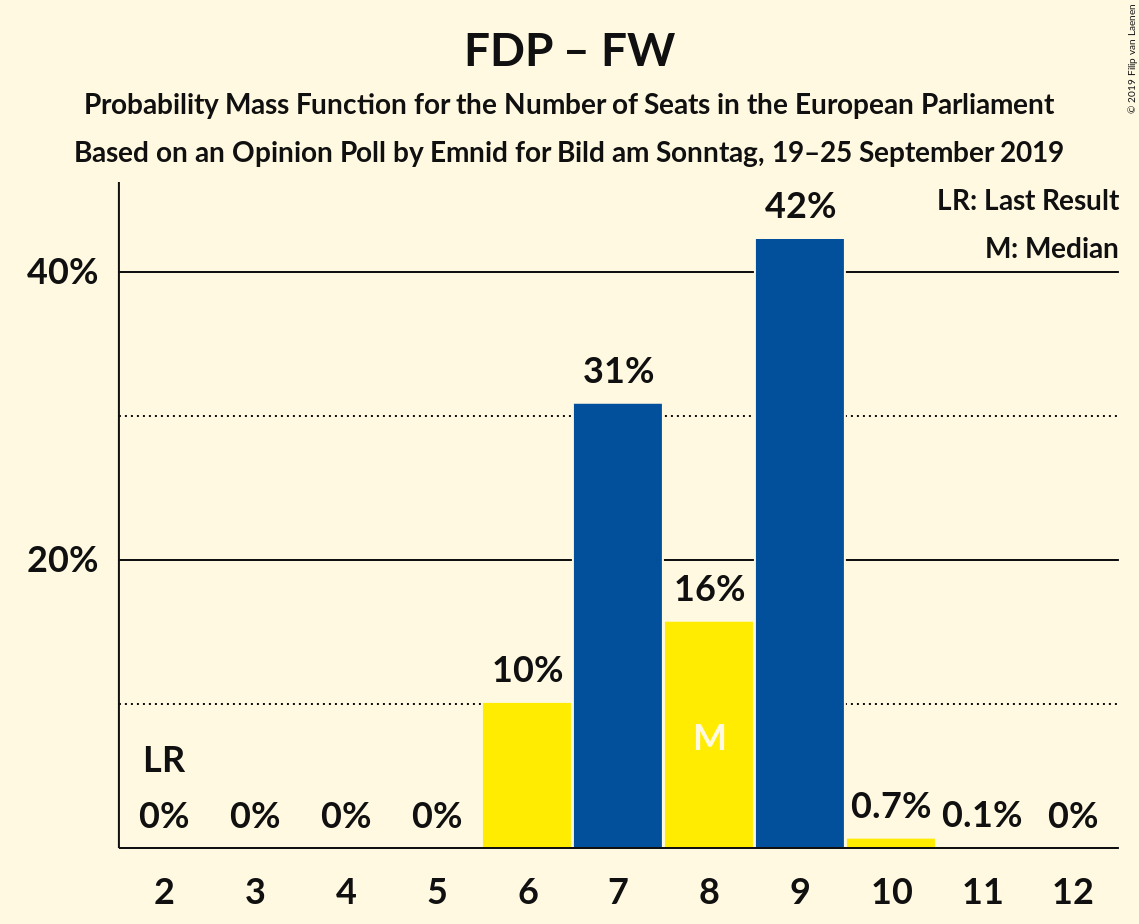 FDP – FW
Probability Mass Function for the Number of Seats in the European Parliament
Based on an Opinion Poll by Emnid for Bild am Sonntag, 19–25 September 2019
© 2019 Filip van Laenen
LR: Last Result
M: Median
42%
40%
31%
20%
16%
10%
M
LR
0%
0%
0%
0%
0.7%
0.1%
0%
2 3 4 5 6 7 8 9 10 11 12